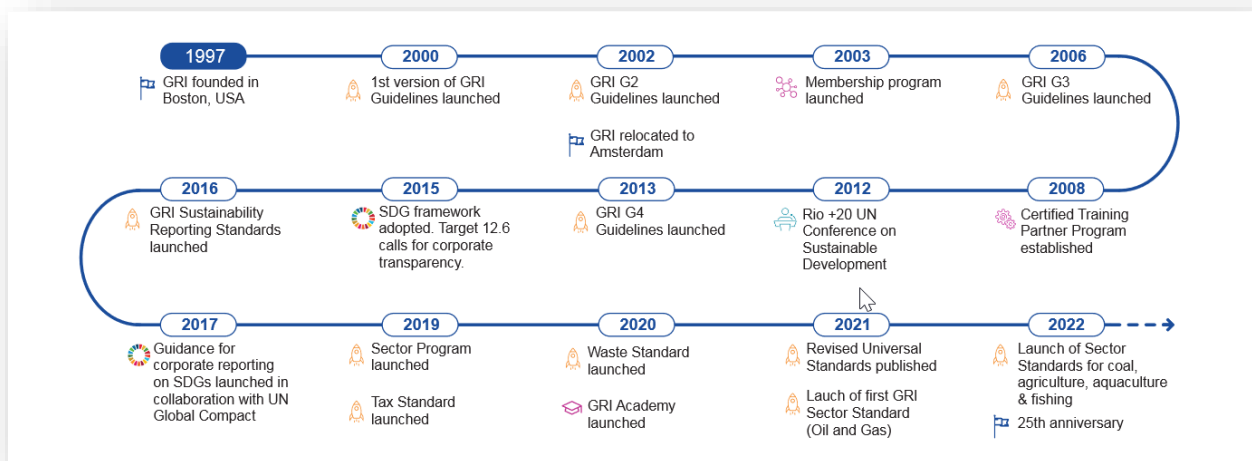 1997
GRI founded in
Boston, USA
2000
1st version of GRI
Guidelines launched
2002
GRI G2
Guidelines launched
GRI relocated to
Amsterdam
2003
Membership program
launched
2006
GRI G3
Guidelines launched
2008
Certified Training
Partner Program
established
2012
Rio +20 UN
Conference on
Sustainable
Development
2013
GRI G4
Guidelines launched
2015
SDG framework
adopted. Target 12.6
calls for corporate
transparency.
2016
GRI Sustainability
Reporting Standards
launched
2017
Guidance for
corporate reporting
on SDGs launched in
collaboration with UN
Global Compact
2019
Sector Program
launched
Tax Standard
launched
2020
Waste Standard
launched
GRI Academy
launched
2021
Revised Universal
Standards published
Lauch of first GRI
Sector Standard
(Oil and Gas)
2022
Launch of Sector
Standards for coal,
agriculture, aquaculture
& fishing
25th anniversary